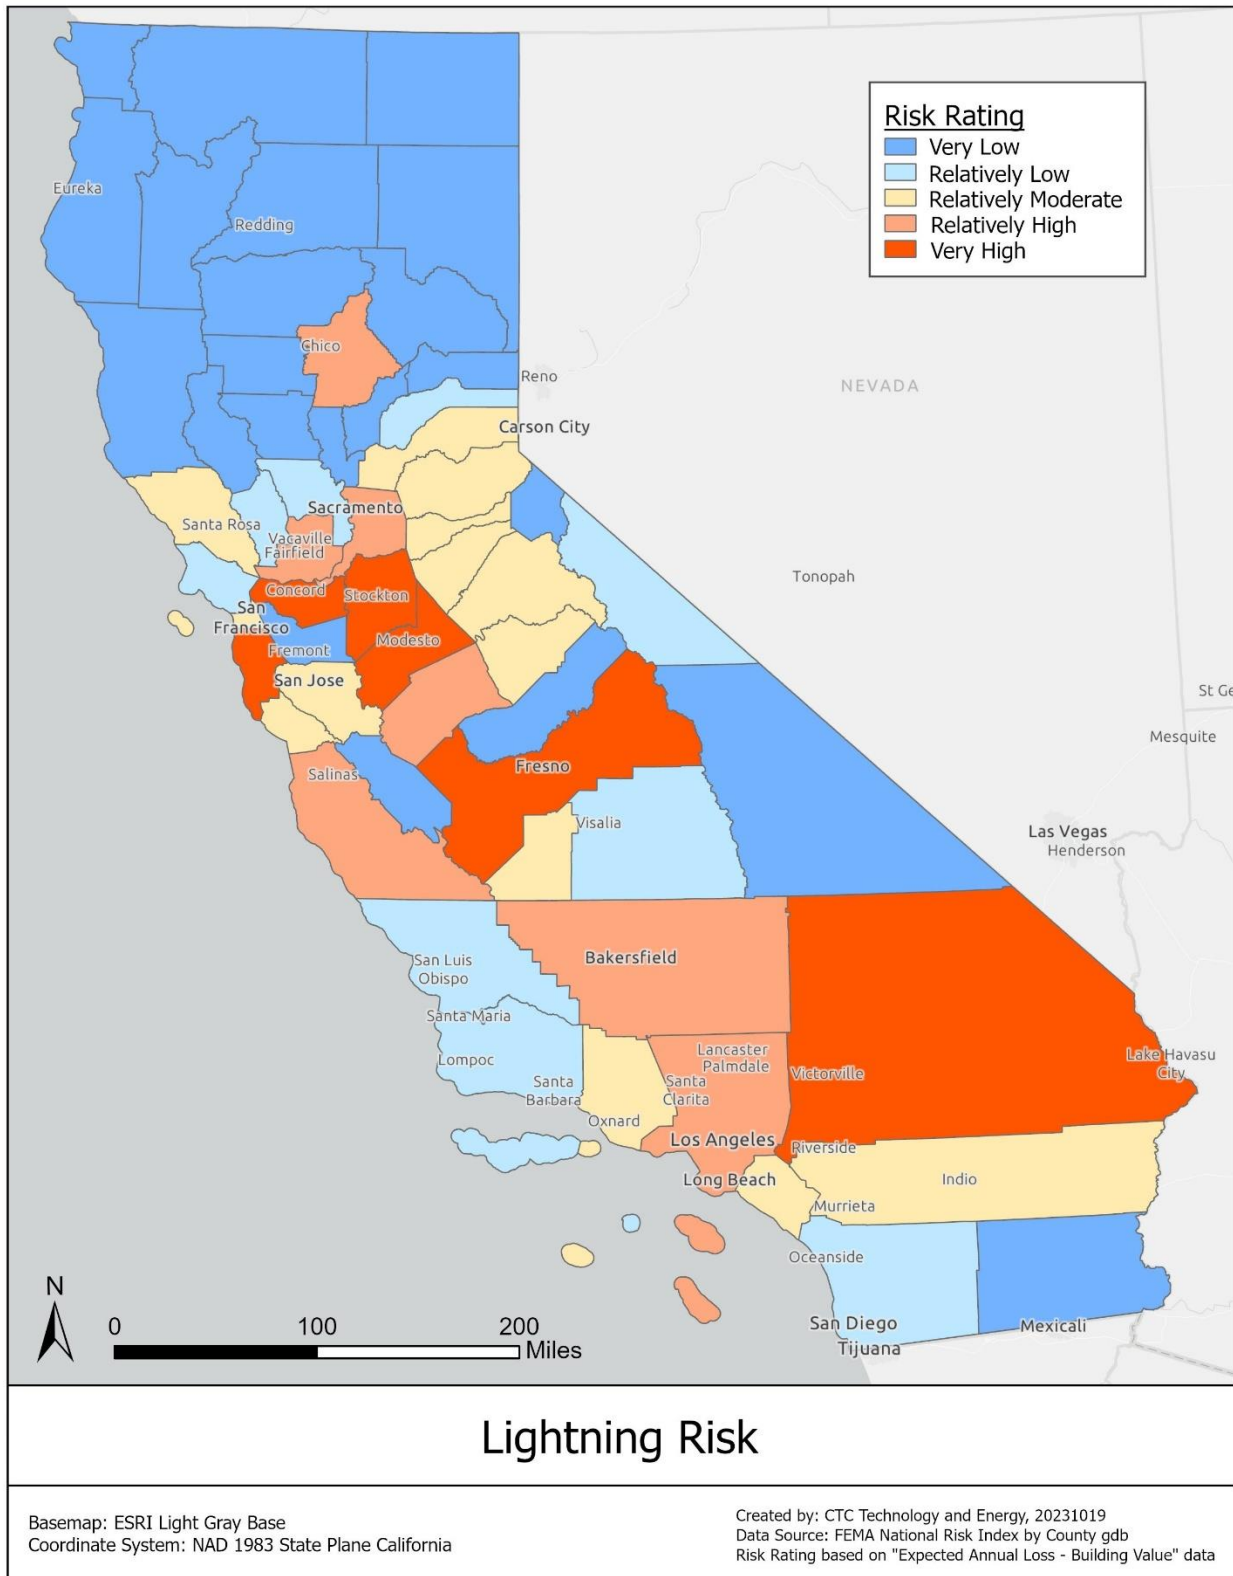 Risk Rating
Very Low
Relatively Low
Relatively Moderate
Relatively High
Very High
Eureka
Redding
Chico
Reno
NEVADA
Carson City
Santa Rosa
Sacramento
Vacaville
Fairfield
Concord
Stockton
Tonopah
San
Francisco
Fremont
Modesto
San Jose
St Ge
Mesquite
Salinas
Fresno
Visalia
Las Vegas
Henderson
San Luis
Obispo
Bakersfield
Santa Maria
Lompoc
Lancaster
Palmdale
Victorville
Lake Havasu
City
Santa
Barbara
Santa
Clarita
Oxnard
Los Angeles
Riverside
Long Beach
Indio
Murrieta
Oceanside
San Diego
Tijuana
Mexicali
N
0 100 200
Miles
Lightning Risk
Basemap: ESRI Light Gray Base
Coordinate System: NAD 1983 State Plane California
Created by: CTC Technology and Energy, 20231019
Data Source: FEMA National Risk Index by County gdb
Risk Rating based on "Expected Annual Loss - Building Value" data